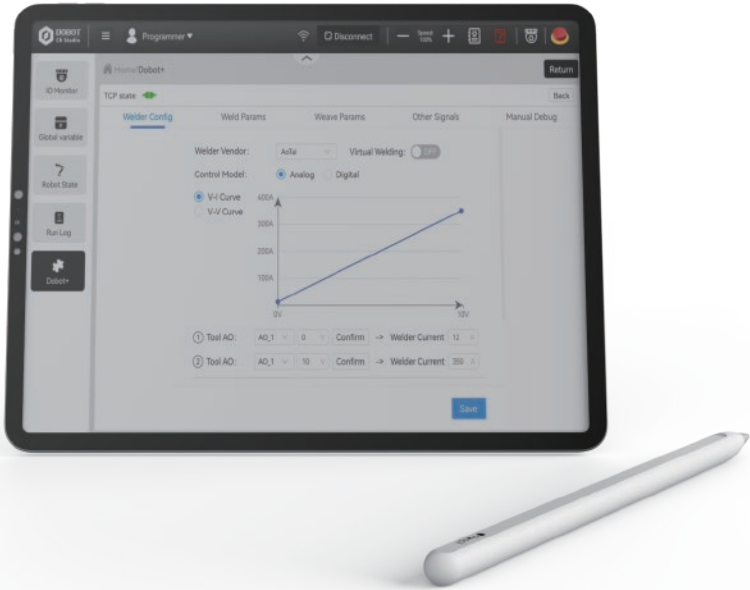 DOBOT
CR Studio
Programmer
Disconnect
Speed
100%
Home/Dobot+
Return
TCP state:
Back
IO Monitor
Global variable
Robot State
Run Log
Dobot+
Welder Config
Weld Params
Weave Params
Other Signals
Manual Debug
Welder Vendor:
AoTai
Virtual Welding:
OFF
Control Model:
Analog
Digital
V-I Curve
V-V Curve
400A
300A
200A
100A
0V
10V
1 Tool AO: AO_1 0 V Confirm -> Welder Current 12 A
2 Tool AO: AO_1 10 V Confirm -> Welder Current 350 A
Save